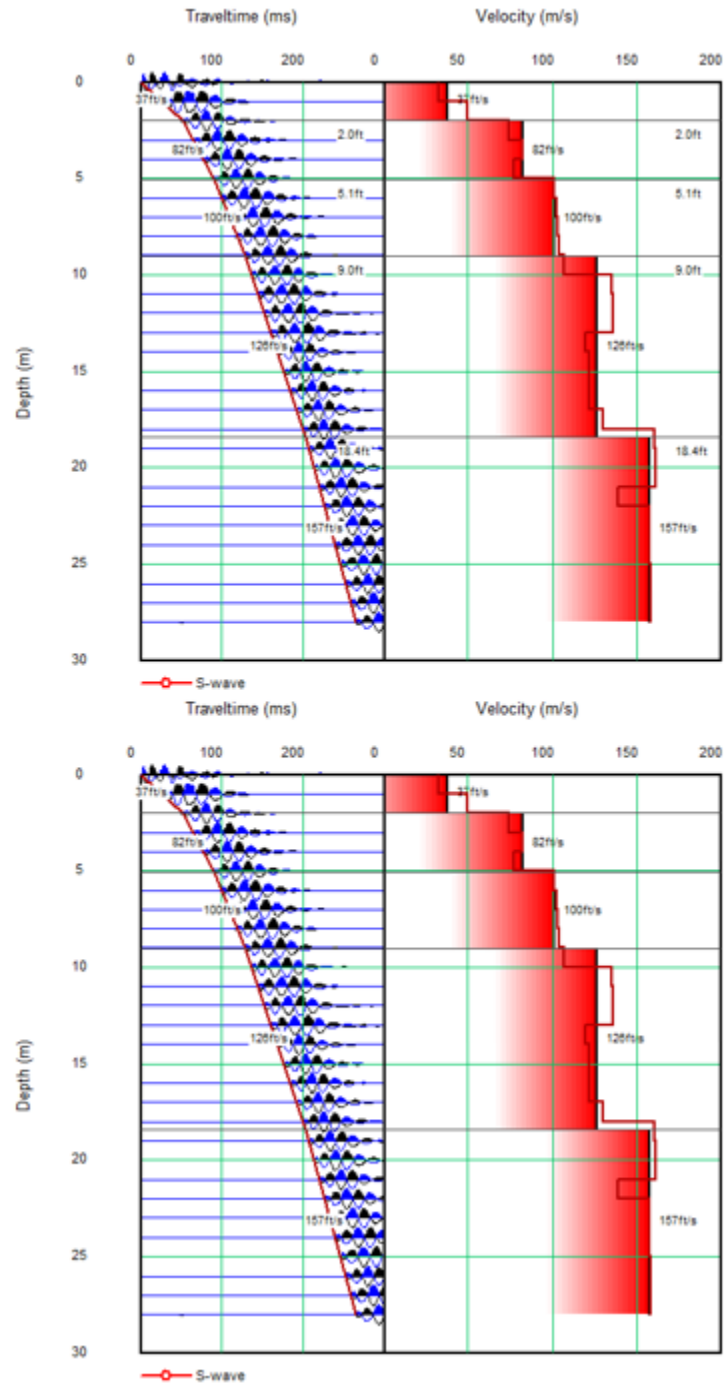 Traveltime (ms) Velocity (m/s)
0 100 200 0 50 100 150 200
0
37ft/s 37ft/s
2.0ft 2.0ft
82ft/s 82ft/s
5
5.1ft 5.1ft
100ft/s 100ft/s
10
9.0ft 9.0ft
126ft/s 126ft/s
15
Depth (m)
18.4ft 18.4ft
20
157ft/s 157ft/s
25
30
S-wave
Traveltime (ms) Velocity (m/s)
0 100 200 0 50 100 150 200
0
37ft/s 37ft/s
82ft/s 82ft/s
5
100ft/s 100ft/s
10
126ft/s 126ft/s
15
Depth (m)
20
157ft/s 157ft/s
25
30
S-wave